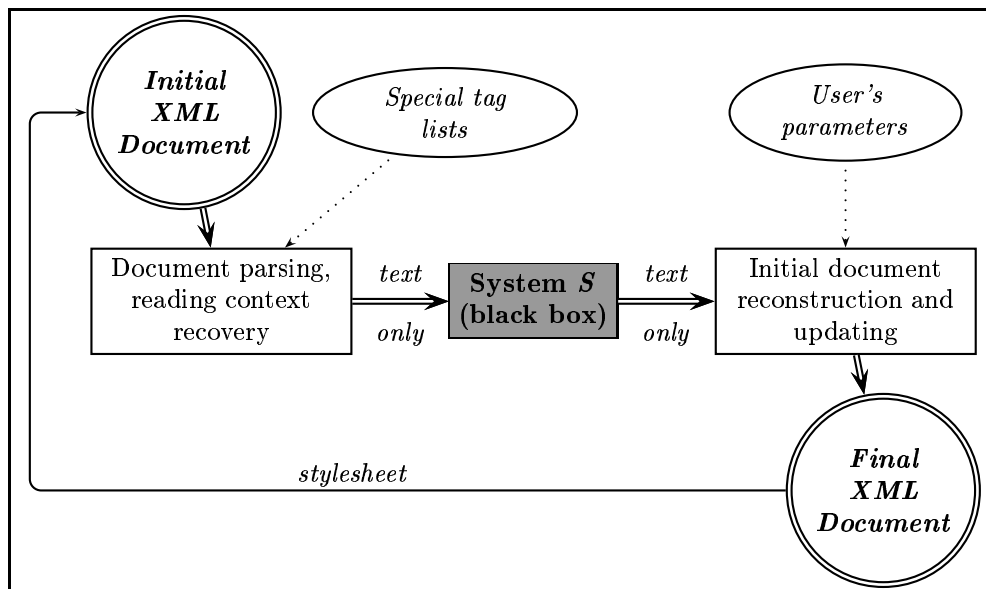 Initial
XML
Document
Special tag
lists
User's
parameters
Document parsing,
reading context
recovery
text
only
System S
(black box)
text
only
Initial document
reconstruction and
updating
stylesheet
Final
XML
Document